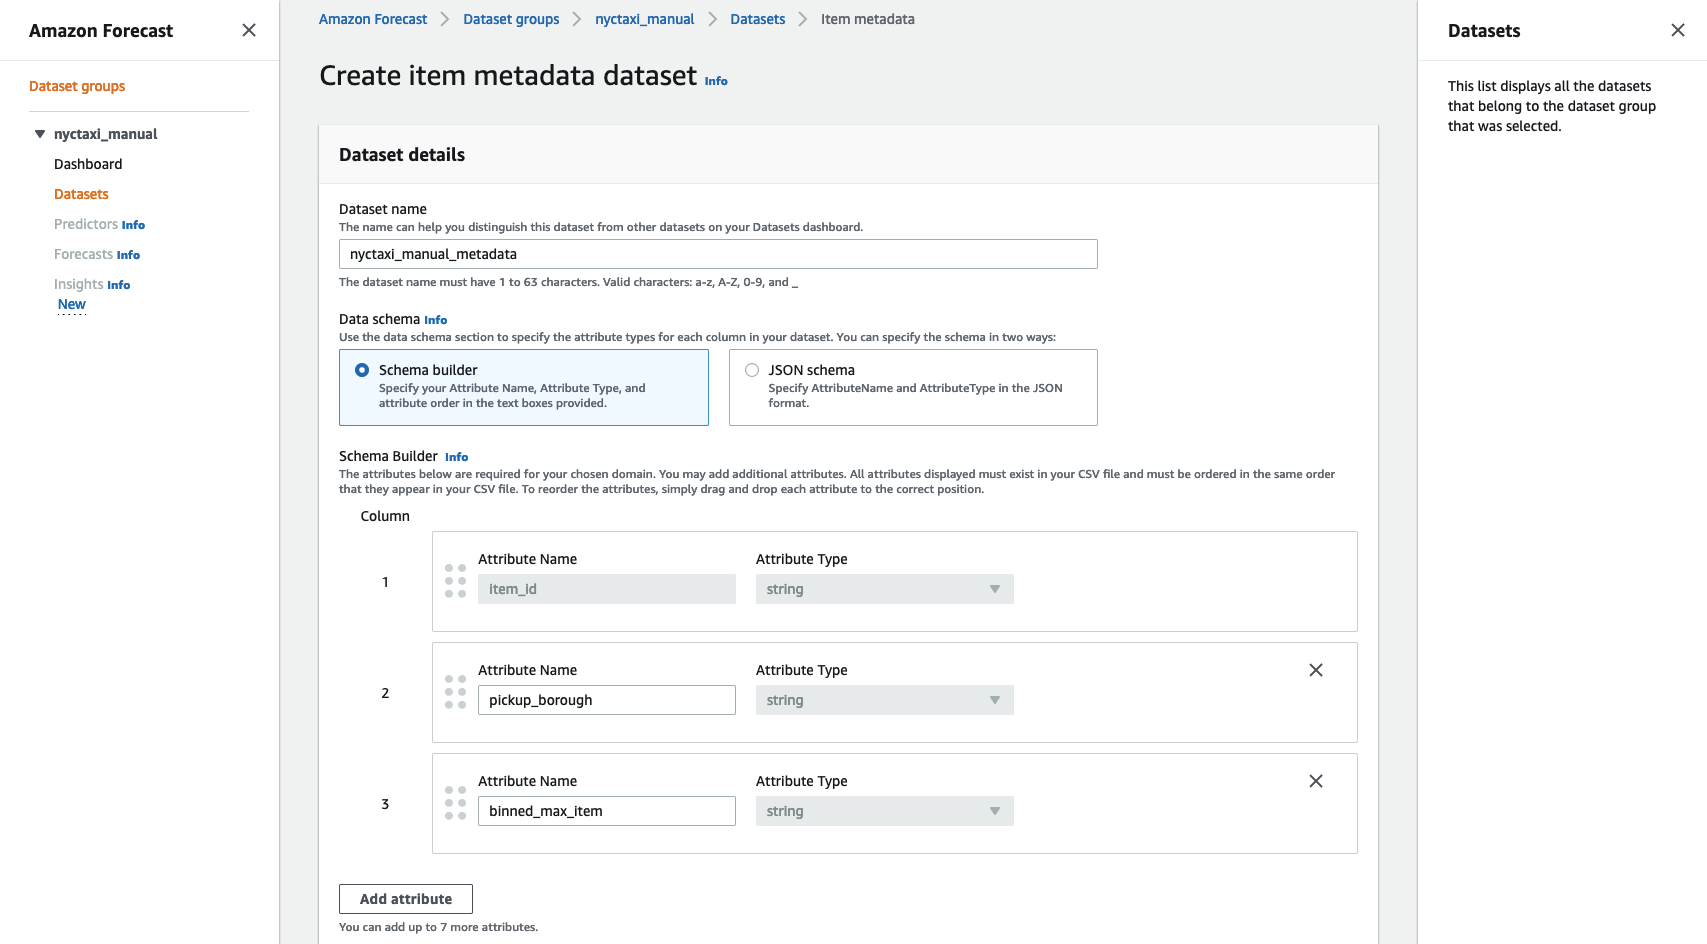 Amazon Forecast
Dataset groups
nyctaxi_manual
Dashboard
Datasets
Predictors Info
Forecasts Info
Insights Info
New
Amazon Forecast
Dataset groups
nyctaxi_manual
Datasets
Item metadata
Create item metadata dataset Info
Dataset details
Dataset name
The name can help you distinguish this dataset from other datasets on your Datasets dashboard.
nyctaxi_manual_metadata
The dataset name must have 1 to 63 characters. Valid characters: a-z, A-Z, 0-9, and _
Data schema Info
Use the data schema section to specify the attribute types for each column in your dataset. You can specify the schema in two ways:
Schema builder
Specify your Attribute Name, Attribute Type, and
attribute order in the text boxes provided.
JSON schema
Specify AttributeName and AttributeType in the JSON
format.
Schema Builder Info
The attributes below are required for your chosen domain. You may add additional attributes. All attributes displayed must exist in your CSV file and must be ordered in the same order
that they appear in your CSV file. To reorder the attributes, simply drag and drop each attribute to the correct position.
Column
1
Attribute Name
Attribute Type
item_id
string
2
Attribute Name
Attribute Type
pickup_borough
string
3
Attribute Name
Attribute Type
binned_max_item
string
Add attribute
You can add up to 7 more attributes.
Datasets
This list displays all the datasets
that belong to the dataset group
that was selected.